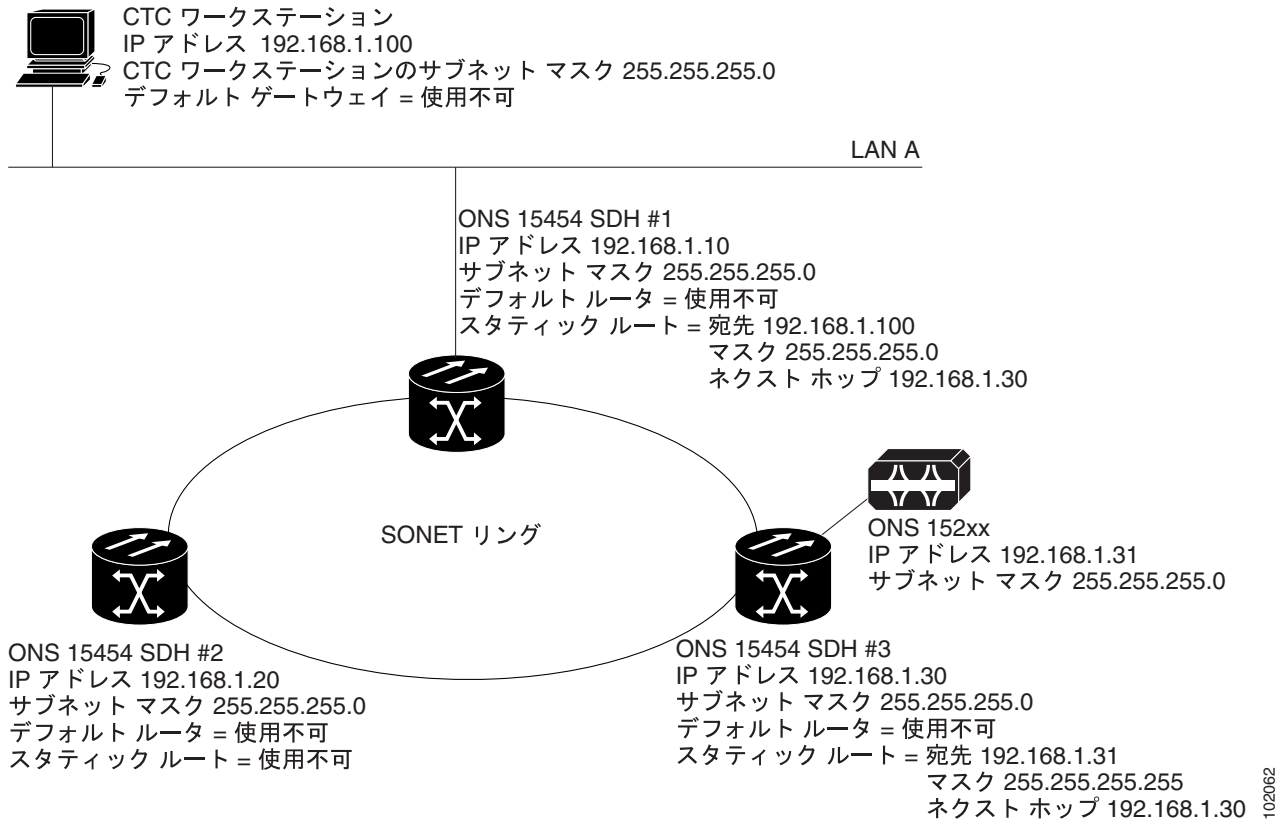 CTC ワークステーション
IP アドレス 192.168.1.100
CTC ワークステーションのサブネット マスク 255.255.255.0
デフォルト ゲートウェイ = 使用不可
LAN A
ONS 15454 SDH #1
IP アドレス 192.168.1.10
サブネット マスク 255.255.255.0
デフォルト ルータ = 使用不可
スタティック ルート = 宛先 192.168.1.100
マスク 255.255.255.0
ネクスト ホップ 192.168.1.30
SONET リング
ONS 152xx
IP アドレス 192.168.1.31
サブネット マスク 255.255.255.0
ONS 15454 SDH #2
IP アドレス 192.168.1.20
サブネット マスク 255.255.255.0
デフォルト ルータ = 使用不可
スタティック ルート = 使用不可
ONS 15454 SDH #3
IP アドレス 192.168.1.30
サブネット マスク 255.255.255.0
デフォルト ルータ = 使用不可
スタティック ルート = 宛先 192.168.1.31
マスク 255.255.255.255
ネクスト ホップ 192.168.1.30
102062